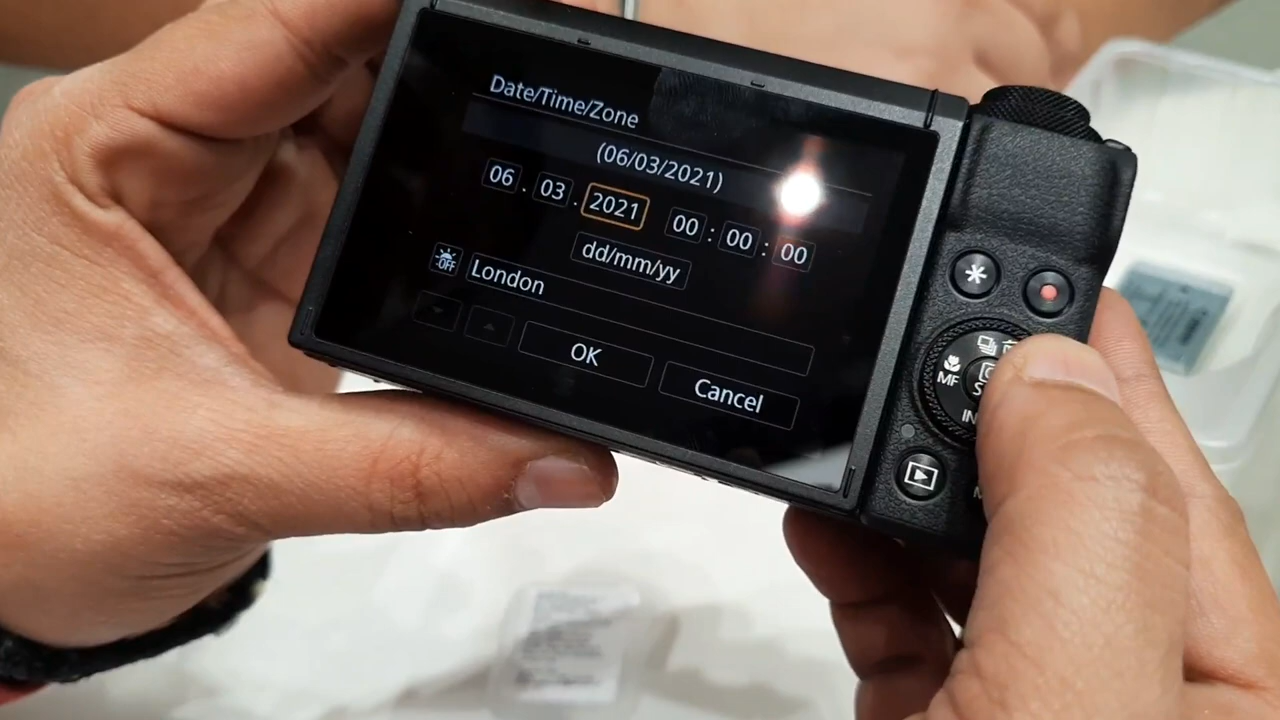 Date/Time/Zone
(06/03/2021)
06 . 03 . 2021 00 : 00 : 00
dd/mm/yy
OFF London
OK Cancel
MF